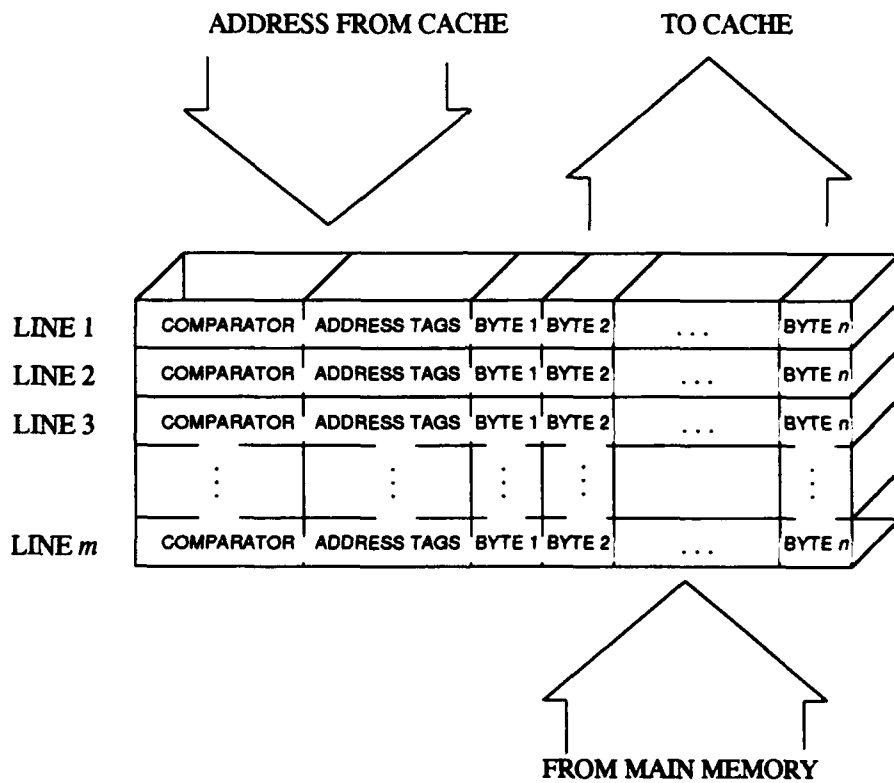 ADDRESS FROM CACHE TO CACHE
LINE 1 COMPARATOR ADDRESS TAGS BYTE 1 BYTE 2 ... BYTE n
LINE 2 COMPARATOR ADDRESS TAGS BYTE 1 BYTE 2 ... BYTE n
LINE 3 COMPARATOR ADDRESS TAGS BYTE 1 BYTE 2 ... BYTE n
LINE m COMPARATOR ADDRESS TAGS BYTE 1 BYTE 2 ... BYTE n
FROM MAIN MEMORY